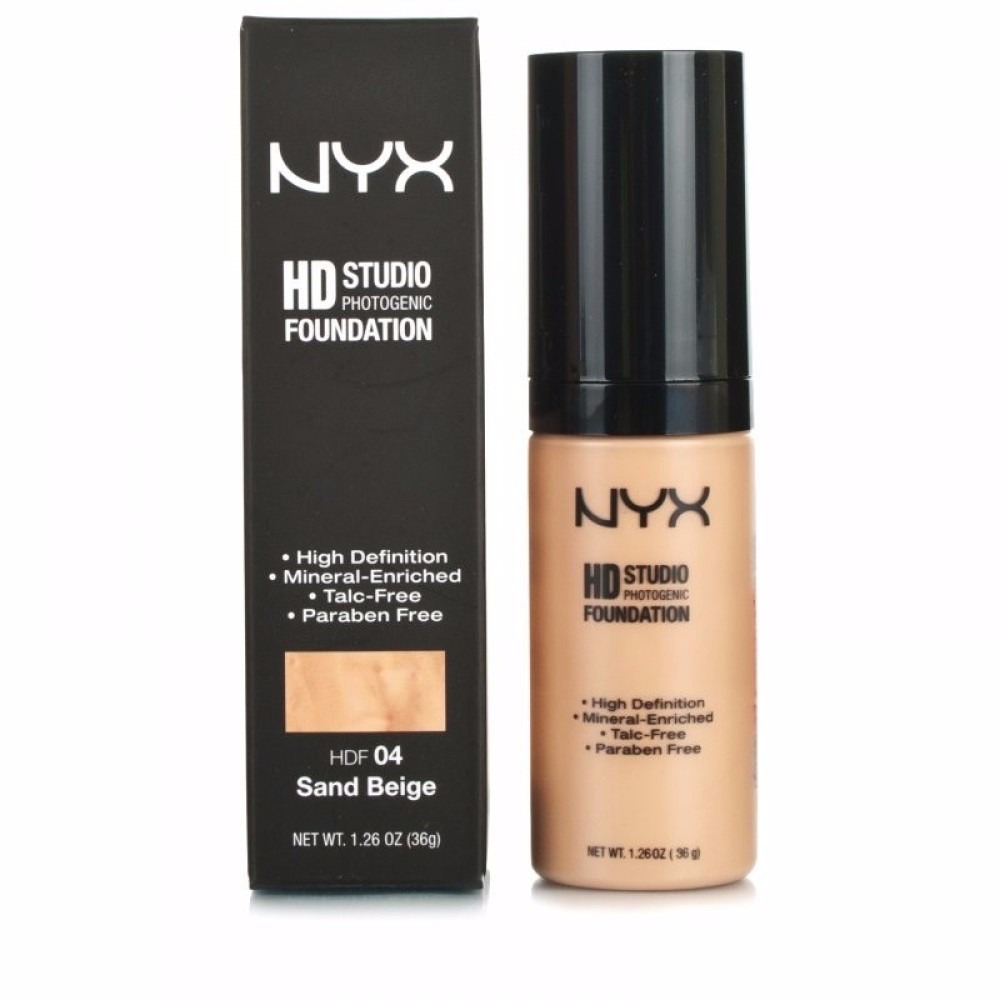 NYX
HD STUDIO
PHOTOGENIC
FOUNDATION
• High Definition
• Mineral-Enriched
• Talc-Free
• Paraben Free
HDF 04
Sand Beige
NET WT. 1.26 OZ (36g)
NYX
HD STUDIO
PHOTOGENIC
FOUNDATION
• High Definition
• Mineral-Enriched
• Talc-Free
• Paraben Free
NET WT. 1.26 OZ ( 36 g)